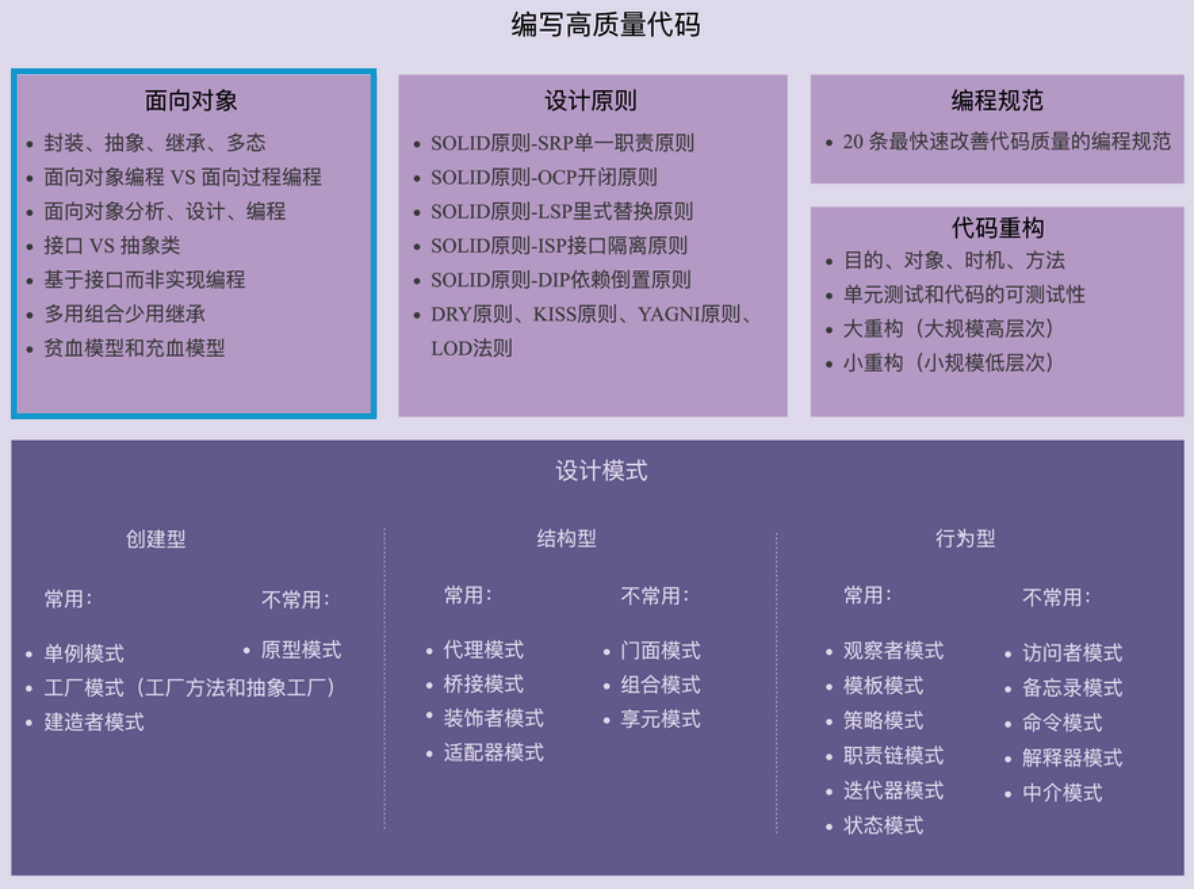 编写高质量代码
面向对象
• 封装、抽象、继承、多态
• 面向对象编程 VS 面向过程编程
• 面向对象分析、设计、编程
• 接口 VS 抽象类
• 基于接口而非实现编程
• 多用组合少用继承
• 贫血模型和充血模型
设计原则
• SOLID原则-SRP单一职责原则
• SOLID原则-OCP开闭原则
• SOLID原则-LSP里式替换原则
• SOLID原则-ISP接口隔离原则
• SOLID原则-DIP依赖倒置原则
• DRY原则、KISS原则、YAGNI原则、
LOD法则
编程规范
• 20 条最快速改善代码质量的编程规范
代码重构
• 目的、对象、时机、方法
• 单元测试和代码的可测试性
• 大重构（大规模高层次）
• 小重构（小规模低层次）
设计模式
创建型
常用：
• 单例模式
• 工厂模式（工厂方法和抽象工厂）
• 建造者模式
不常用：
• 原型模式
结构型
常用：
• 代理模式
• 桥接模式
• 装饰者模式
• 适配器模式
不常用：
• 门面模式
• 组合模式
• 享元模式
行为型
常用：
• 观察者模式
• 模板模式
• 策略模式
• 职责链模式
• 迭代器模式
• 状态模式
不常用：
• 访问者模式
• 备忘录模式
• 命令模式
• 解释器模式
• 中介模式